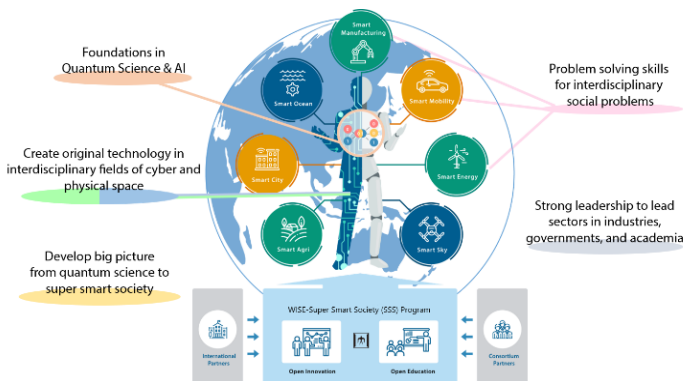 Smart
Manufacturing
Foundations in
Quantum Science & AI
Problem solving skills
for interdisciplinary
social problems
Smart Ocean
Smart Mobility
Create original technology in
interdisciplinary fields of cyber and
physical space
Smart City
Smart Energy
Strong leadership to lead
sectors in industries,
governments, and academia
Smart Agri
Smart Sky
Develop big picture
from quantum science to
super smart society
WISE-Super Smart Society (SSS) Program
International
Partners
Open Innovation
Open Education
Consortium
Partners